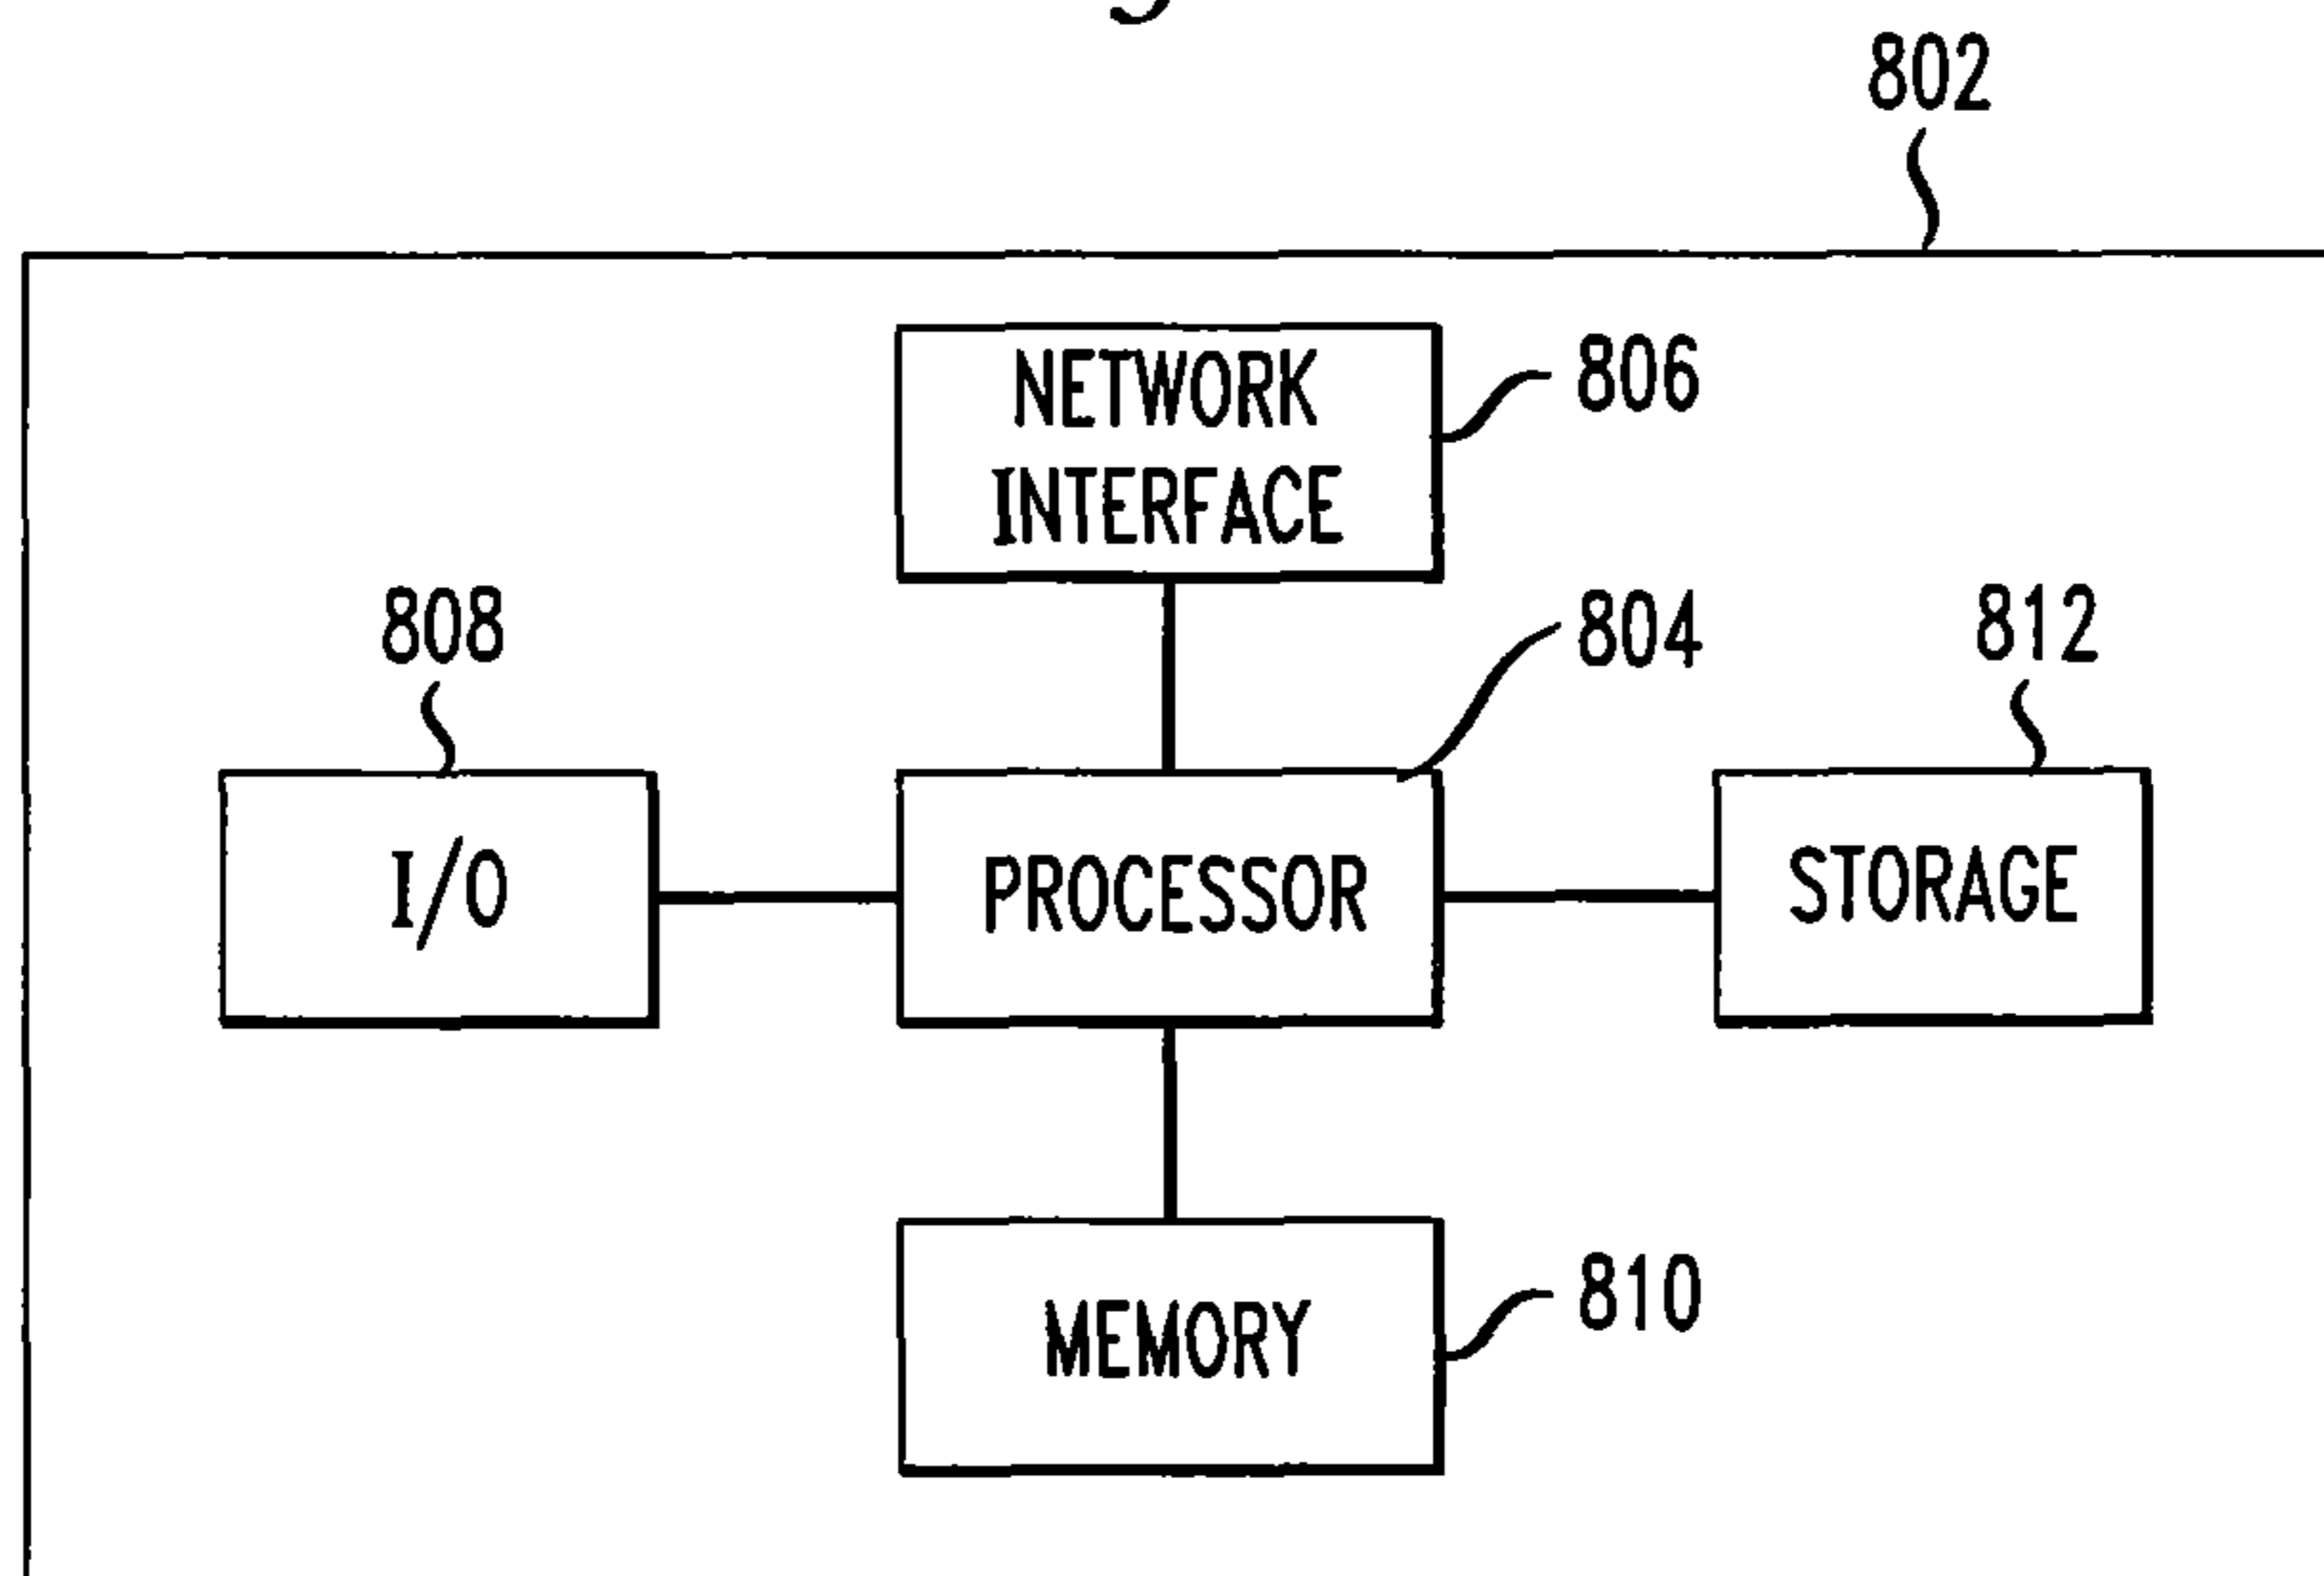 802
NETWORK
INTERFACE
806
808
804
812
I/O
PROCESSOR
STORAGE
MEMORY
810